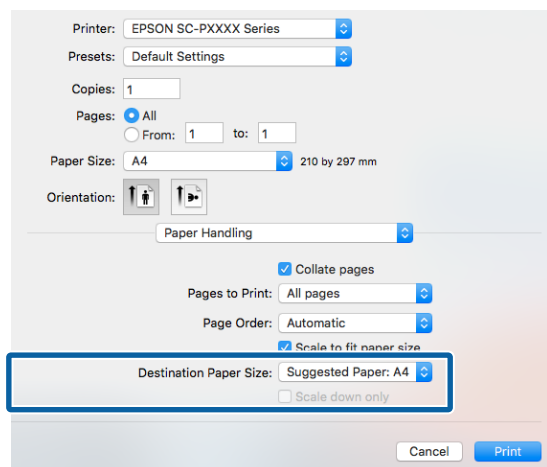 Printer: EPSON SC-PXXXX Series
Presets: Default Settings
Copies: 1
Pages: All
From: 1 to: 1
Paper Size: A4 210 by 297 mm
Orientation:
Paper Handling
Collate pages
Pages to Print: All pages
Page Order: Automatic
Scale to fit paper size
Destination Paper Size: Suggested Paper: A4
Scale down only
Cancel Print